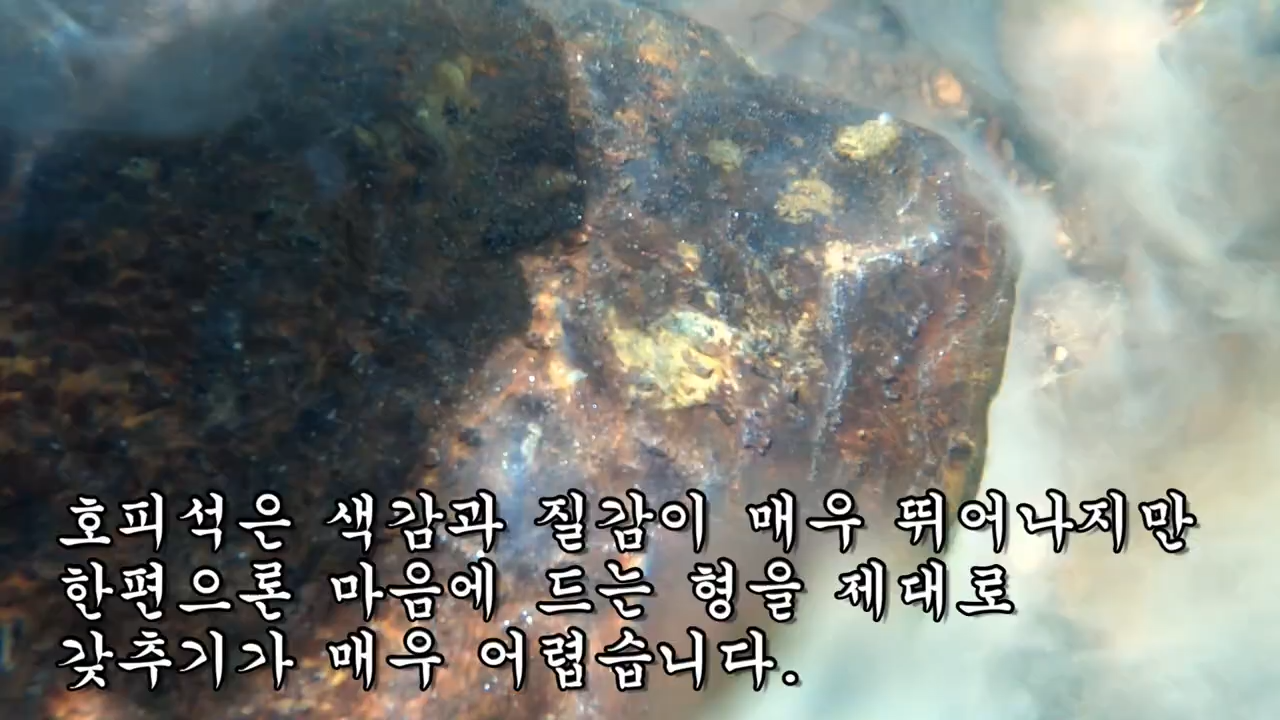 호피석은 색감과 질감이 매우 뛰어나지만
한편으론 마음에 드는 형을 제대로
갖추기가 매우 어렵습니다.